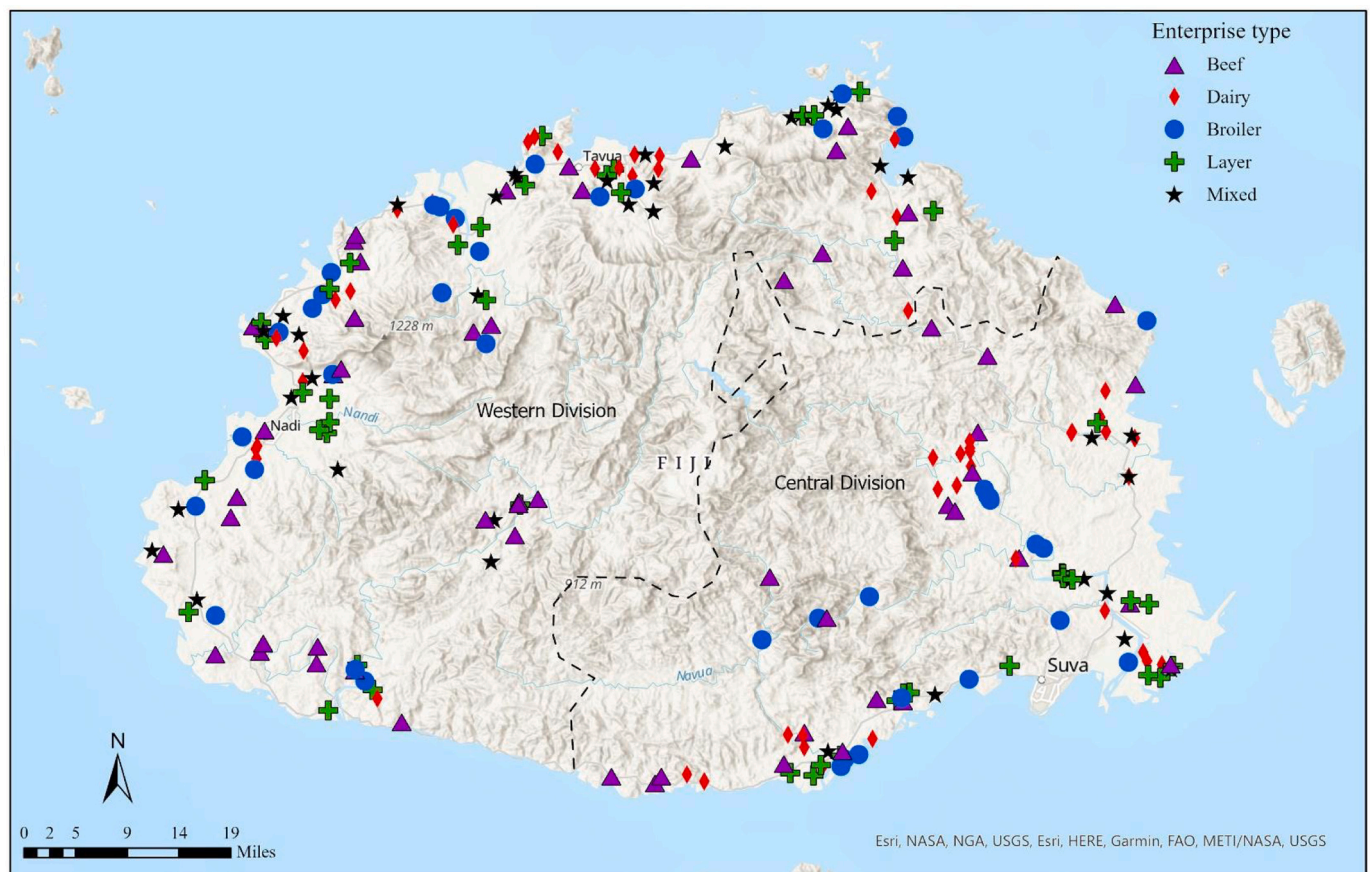 Enterprise type
Beef
Dairy
Broiler
Layer
Mixed
Tavua
1228 m
Western Division
Nadi
Nandi
FIJI
Central Division
912 m
Navua
Suva
N
0 2 5 9 14 19
Miles
Esri, NASA, NGA, USGS, Esri, HERE, Garmin, FAO, METI/NASA, USGS